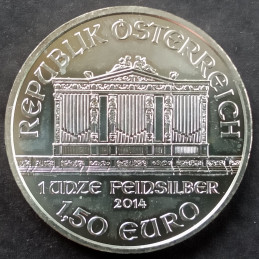 REPUBLIK ÖSTERREICH
1 UNZE FEINSILBER
2014
1,50 EURO